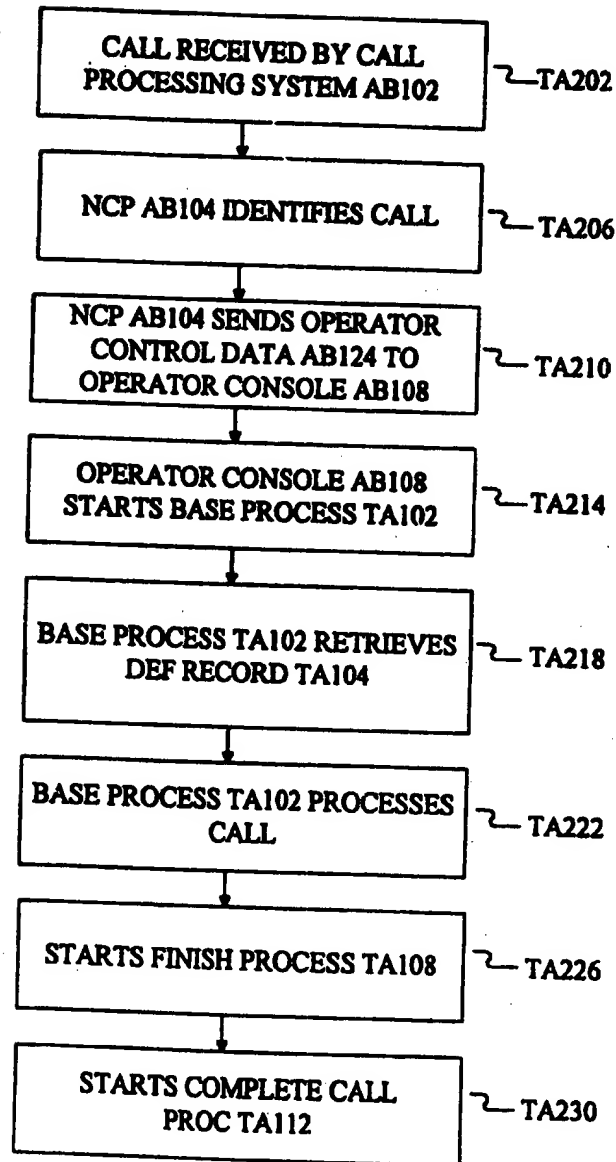 CALL RECEIVED BY CALL
PROCESSING SYSTEM AB102
TA202
NCP AB104 IDENTIFIES CALL
TA206
NCP AB104 SENDS OPERATOR
CONTROL DATA AB124 TO
OPERATOR CONSOLE AB108
TA210
OPERATOR CONSOLE AB108
STARTS BASE PROCESS TA102
TA214
BASE PROCESS TA102 RETRIEVES
DEF RECORD TA104
TA218
BASE PROCESS TA102 PROCESSES
CALL
TA222
STARTS FINISH PROCESS TA108
TA226
STARTS COMPLETE CALL
PROC TA112
TA230